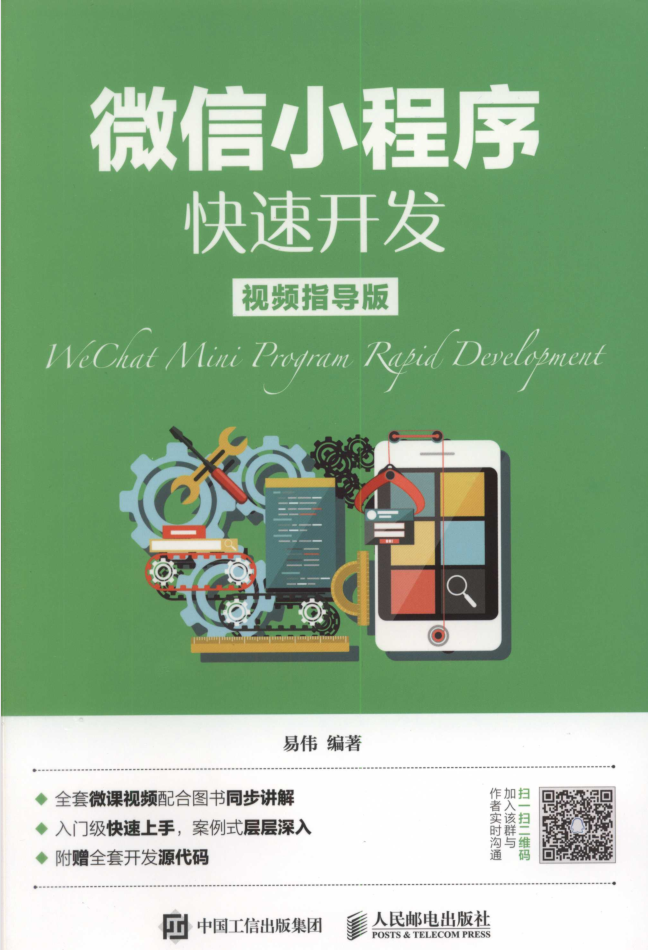 微信小程序
快速开发
视频指导版
WeChat Mini Program Rapid Development
易伟 编著
◆ 全套微课视频配合图书同步讲解
◆ 入门级快速上手，案例式层层深入
◆ 附赠全套开发源代码
扫一扫二维码
加入该群与
作者实时沟通
中国工信出版集团
人民邮电出版社
POSTS & TELECOM PRESS